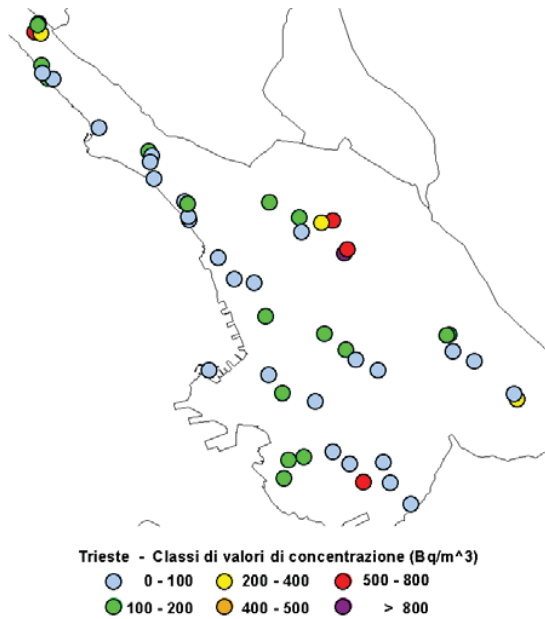 Trieste - Classi di valori di concentrazione (Bq/m^3)
0 - 100 200 - 400 500 - 800
100 - 200 400 - 500 > 800